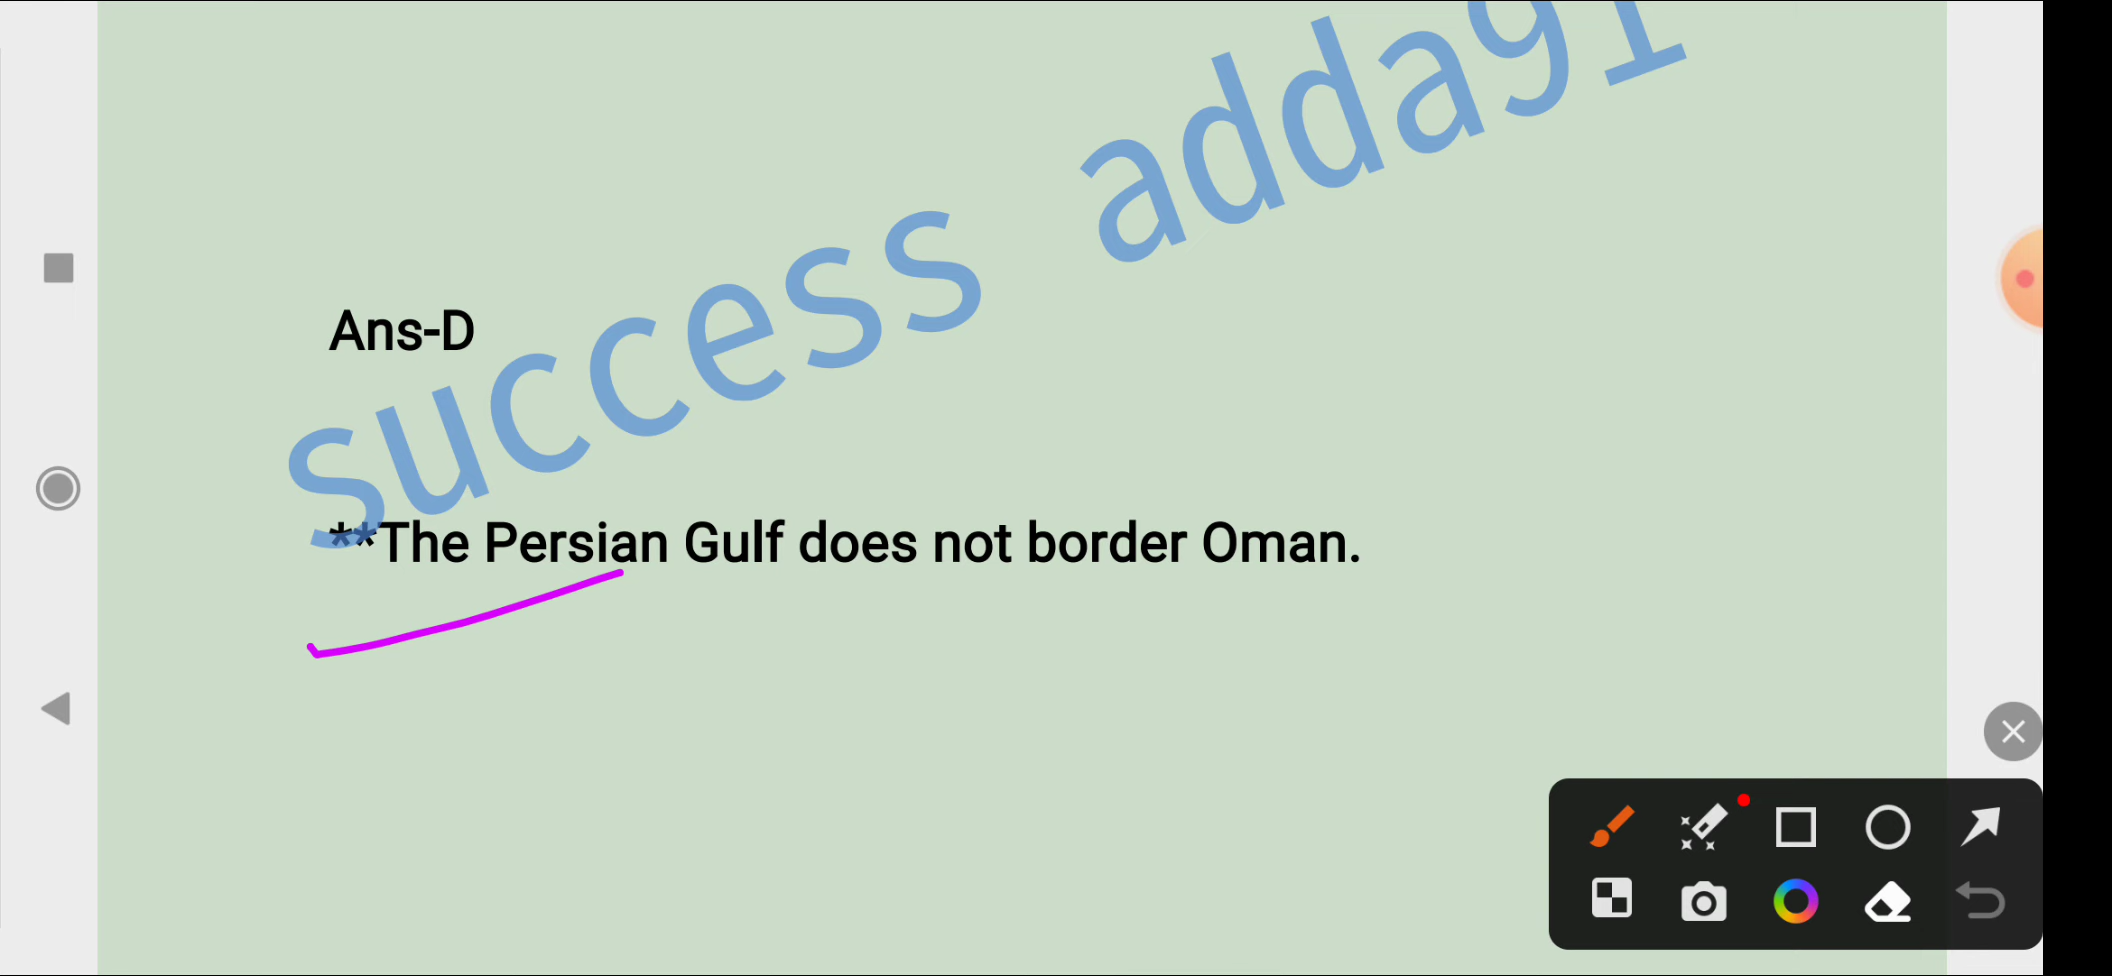 success adda91
Ans-D
**The Persian Gulf does not border Oman.